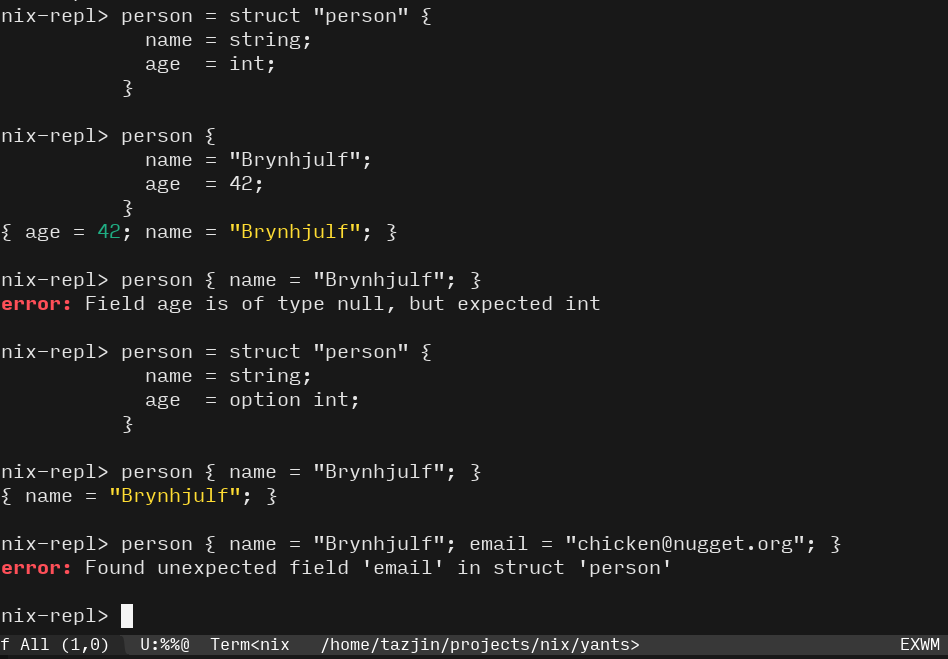 nix-repl> person = struct "person" {
            name = string;
            age  = int;
          }
nix-repl> person {
            name = "Brynhjulf";
            age  = 42;
          }
{ age = 42; name = "Brynhjulf"; }
nix-repl> person { name = "Brynhjulf"; }
error: Field age is of type null, but expected int
nix-repl> person = struct "person" {
            name = string;
            age  = option int;
          }
nix-repl> person { name = "Brynhjulf"; }
{ name = "Brynhjulf"; }
nix-repl> person { name = "Brynhjulf"; email = "chicken@nugget.org"; }
error: Found unexpected field 'email' in struct 'person'
nix-repl>
f All (1,0)  U:%%@  Term<nix   /home/tazjin/projects/nix/yants>  EXWM